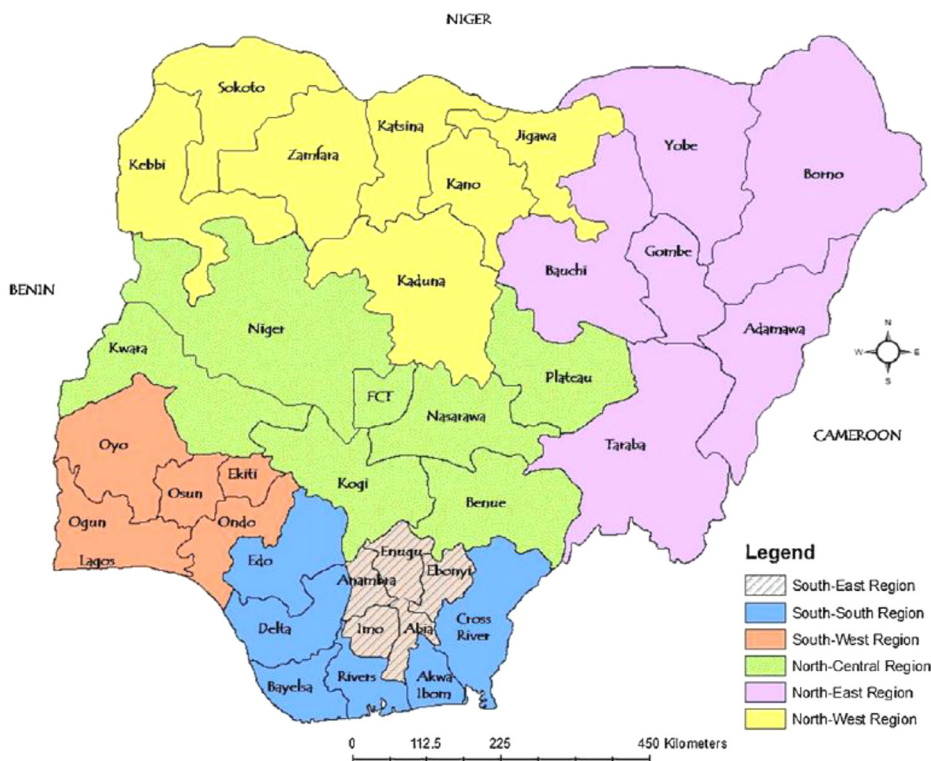 NIGER
Sokoto
Katsina
Jigawa
Yobe
Kebbi
Zamfara
Kano
Borno
Gombe
Bauchi
Kaduna
BENIN
Niger
Adamawa
Kwara
Plateau
N
W E
S
FCT
Nasarawa
CAMEROON
Oyo
Taraba
Ekiti
Osun
Kogi
Benue
Ogun
Ondo
Lagos
Edo
Enugu
Ebonyi
Anambra
Delta
Imo
Abia
Cross
River
Bayelsa
Rivers
Akwa
Ibom
Legend
South-East Region
South-South Region
South-West Region
North-Central Region
North-East Region
North-West Region
0 112.5 225 450 Kilometers